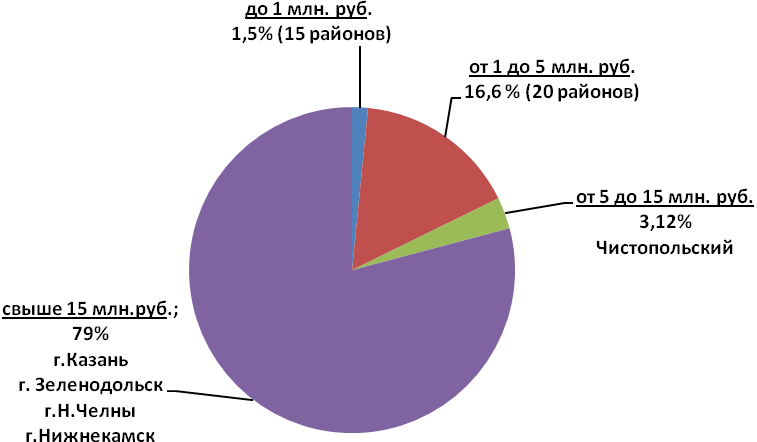 до 1 млн. руб.
1,5% (15 районов)
от 1 до 5 млн. руб.
16,6 % (20 районов)
от 5 до 15 млн. руб.
3,12%
Чистопольский
свыше 15 млн.руб.;
79%
г.Казань
г. Зеленодольск
г.Н.Челны
г.Нижнекамск